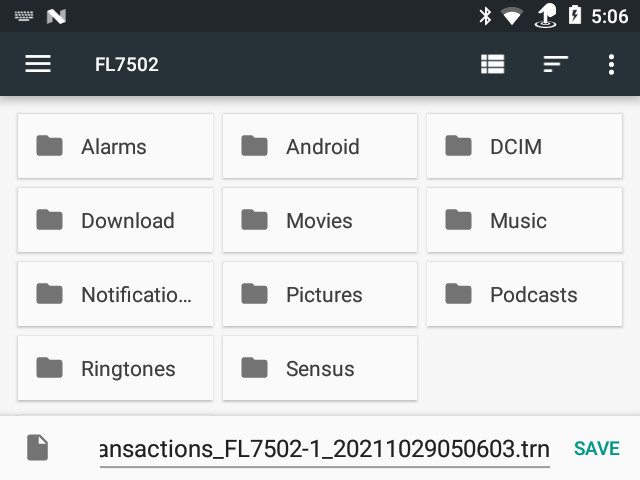 5:06
FL7502
Alarms
Android
DCIM
Download
Movies
Music
Notificatio...
Pictures
Podcasts
Ringtones
Sensus
ansactions_FL7502-1_20211029050603.trn
SAVE